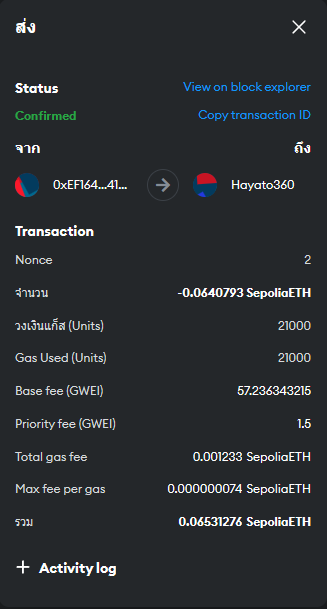 ส่ง
Status View on block explorer
Confirmed Copy transaction ID
จาก ถึง
0xEF164...41... Hayato360
Transaction
Nonce 2
จำนวน -0.0640793 SepoliaETH
วงเงินแก็ส (Units) 21000
Gas Used (Units) 21000
Base fee (GWEI) 57.236343215
Priority fee (GWEI) 1.5
Total gas fee 0.001233 SepoliaETH
Max fee per gas 0.000000074 SepoliaETH
รวม 0.06531276 SepoliaETH
+ Activity log